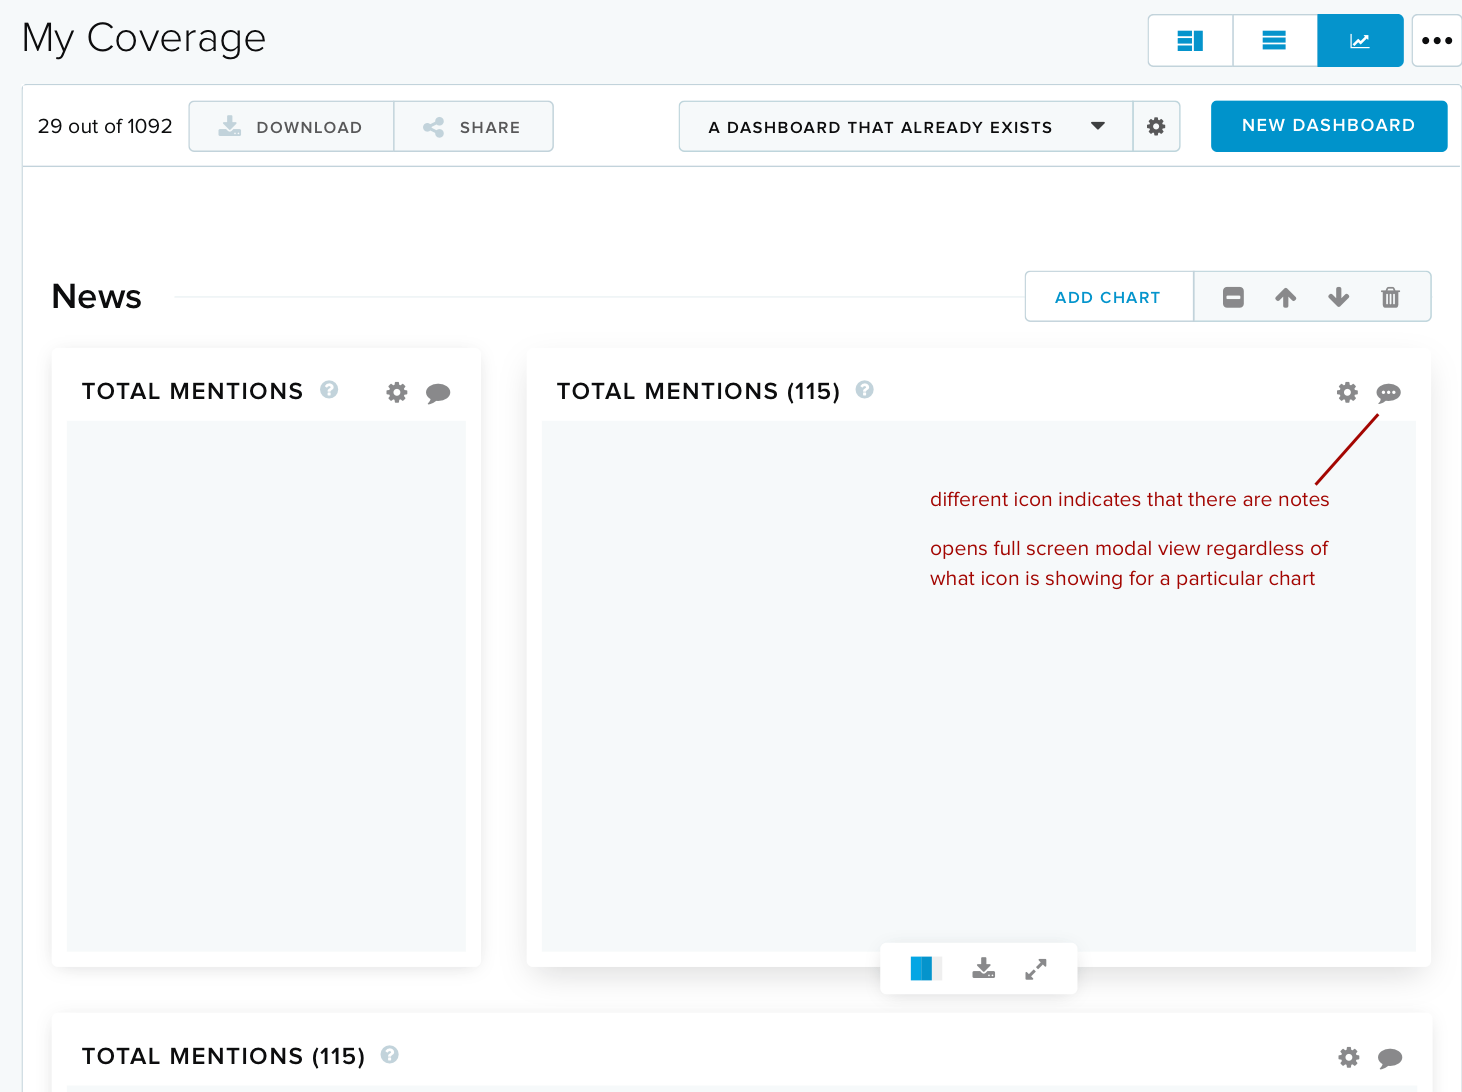 My Coverage
29 out of 1092
DOWNLOAD
SHARE
A DASHBOARD THAT ALREADY EXISTS
NEW DASHBOARD
News
ADD CHART
TOTAL MENTIONS ?
TOTAL MENTIONS (115) ?
different icon indicates that there are notes
opens full screen modal view regardless of
what icon is showing for a particular chart
TOTAL MENTIONS (115) ?